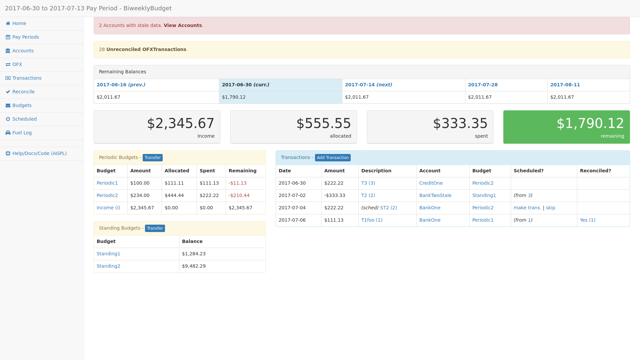 2017-06-30 to 2017-07-13 Pay Period - BiweeklyBudget
Home
Pay Periods
Accounts
OFX
Transactions
Reconcile
Budgets
Scheduled
Fuel Log
Help/Docs/Code (AGPL)
2 Accounts with stale data. View Accounts.
28 Unreconciled OFXTransactions.
Remaining Balances
2017-06-16 (prev.) 2017-06-30 (curr.) 2017-07-14 (next) 2017-07-28 2017-08-11
$2,011.67 $1,790.12 $2,011.67 $2,011.67 $2,011.67
$2,345.67 $555.55 $333.35 $1,790.12
income allocated spent remaining
Periodic Budgets - Transfer
Budget Amount Allocated Spent Remaining
Periodic1 $100.00 $111.11 $111.13 -$11.13
Periodic2 $234.00 $444.44 $222.22 -$210.44
Income (i) $2,345.67 $0.00 $0.00 $2,345.67
Standing Budgets - Transfer
Budget Balance
Standing1 $1,284.23
Standing2 $9,482.29
Transactions - Add Transaction
Date Amount Description Account Budget Scheduled? Reconciled?
2017-06-30 $222.22 T3 (3) CreditOne Periodic2
2017-07-02 -$333.33 T2 (2) BankTwoStale Standing1 (from 3)
2017-07-04 $222.22 (sched) ST2 (2) BankOne Periodic2 make trans. | skip
2017-07-06 $111.13 T1foo (1) BankOne Periodic1 (from 1) Yes (1)